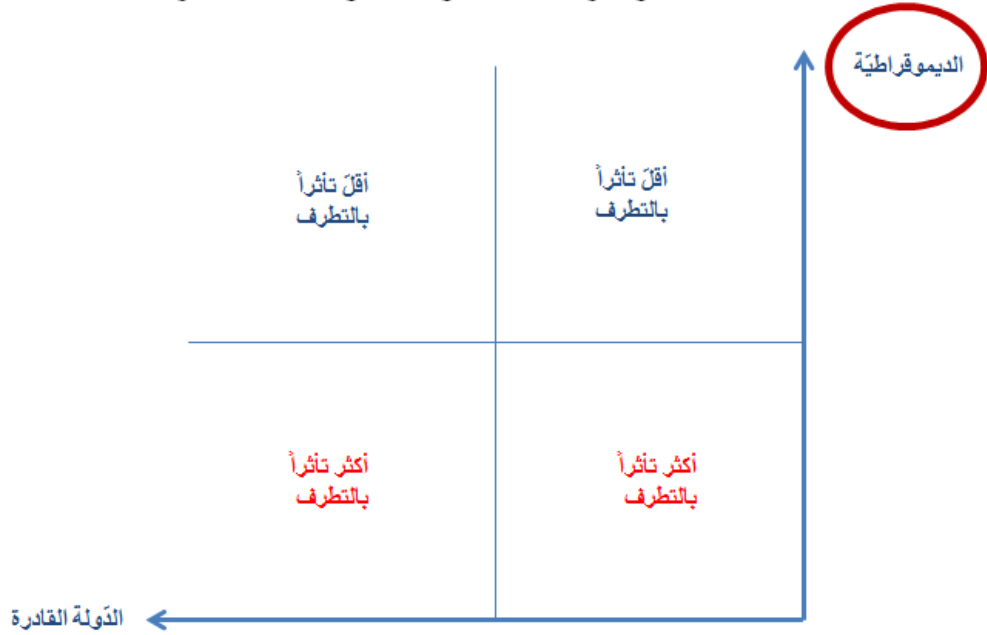 الديموقراطيّة
أقلّ تأثراً
بالتطرف
أقلّ تأثراً
بالتطرف
أكثر تأثراً
بالتطرف
أكثر تأثراً
بالتطرف
الدّولة القادرة